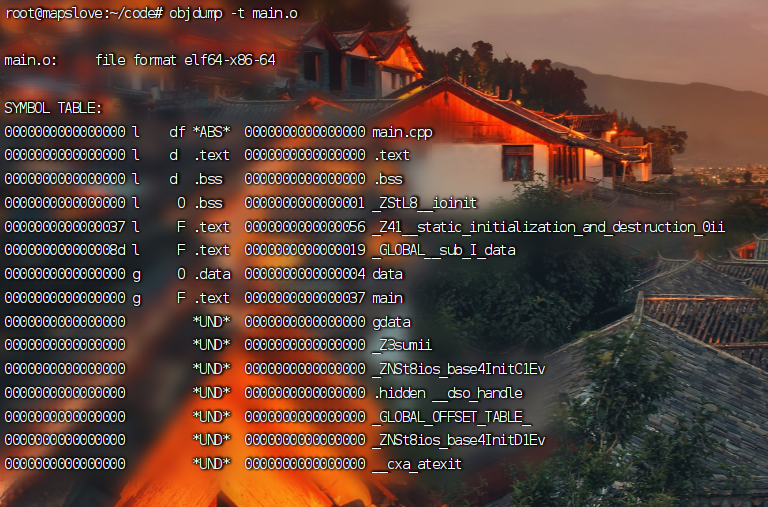 root@mapslove:~/code# objdump -t main.o
main.o:     file format elf64-x86-64
SYMBOL TABLE:
0000000000000000 l    df *ABS*  0000000000000000 main.cpp
0000000000000000 l    d  .text  0000000000000000 .text
0000000000000000 l    d  .bss   0000000000000000 .bss
0000000000000000 l     O .bss   0000000000000001 _ZStL8__ioinit
0000000000000037 l     F .text  0000000000000056 _Z41__static_initialization_and_destruction_0ii
000000000000008d l     F .text  0000000000000019 _GLOBAL__sub_I_data
0000000000000000 g     O .data  0000000000000004 data
0000000000000000 g     F .text  0000000000000037 main
0000000000000000         *UND*  0000000000000000 gdata
0000000000000000         *UND*  0000000000000000 _Z3sumii
0000000000000000         *UND*  0000000000000000 _ZNSt8ios_base4InitC1Ev
0000000000000000         *UND*  0000000000000000 .hidden __dso_handle
0000000000000000         *UND*  0000000000000000 _GLOBAL_OFFSET_TABLE_
0000000000000000         *UND*  0000000000000000 _ZNSt8ios_base4InitD1Ev
0000000000000000         *UND*  0000000000000000 __cxa_atexit